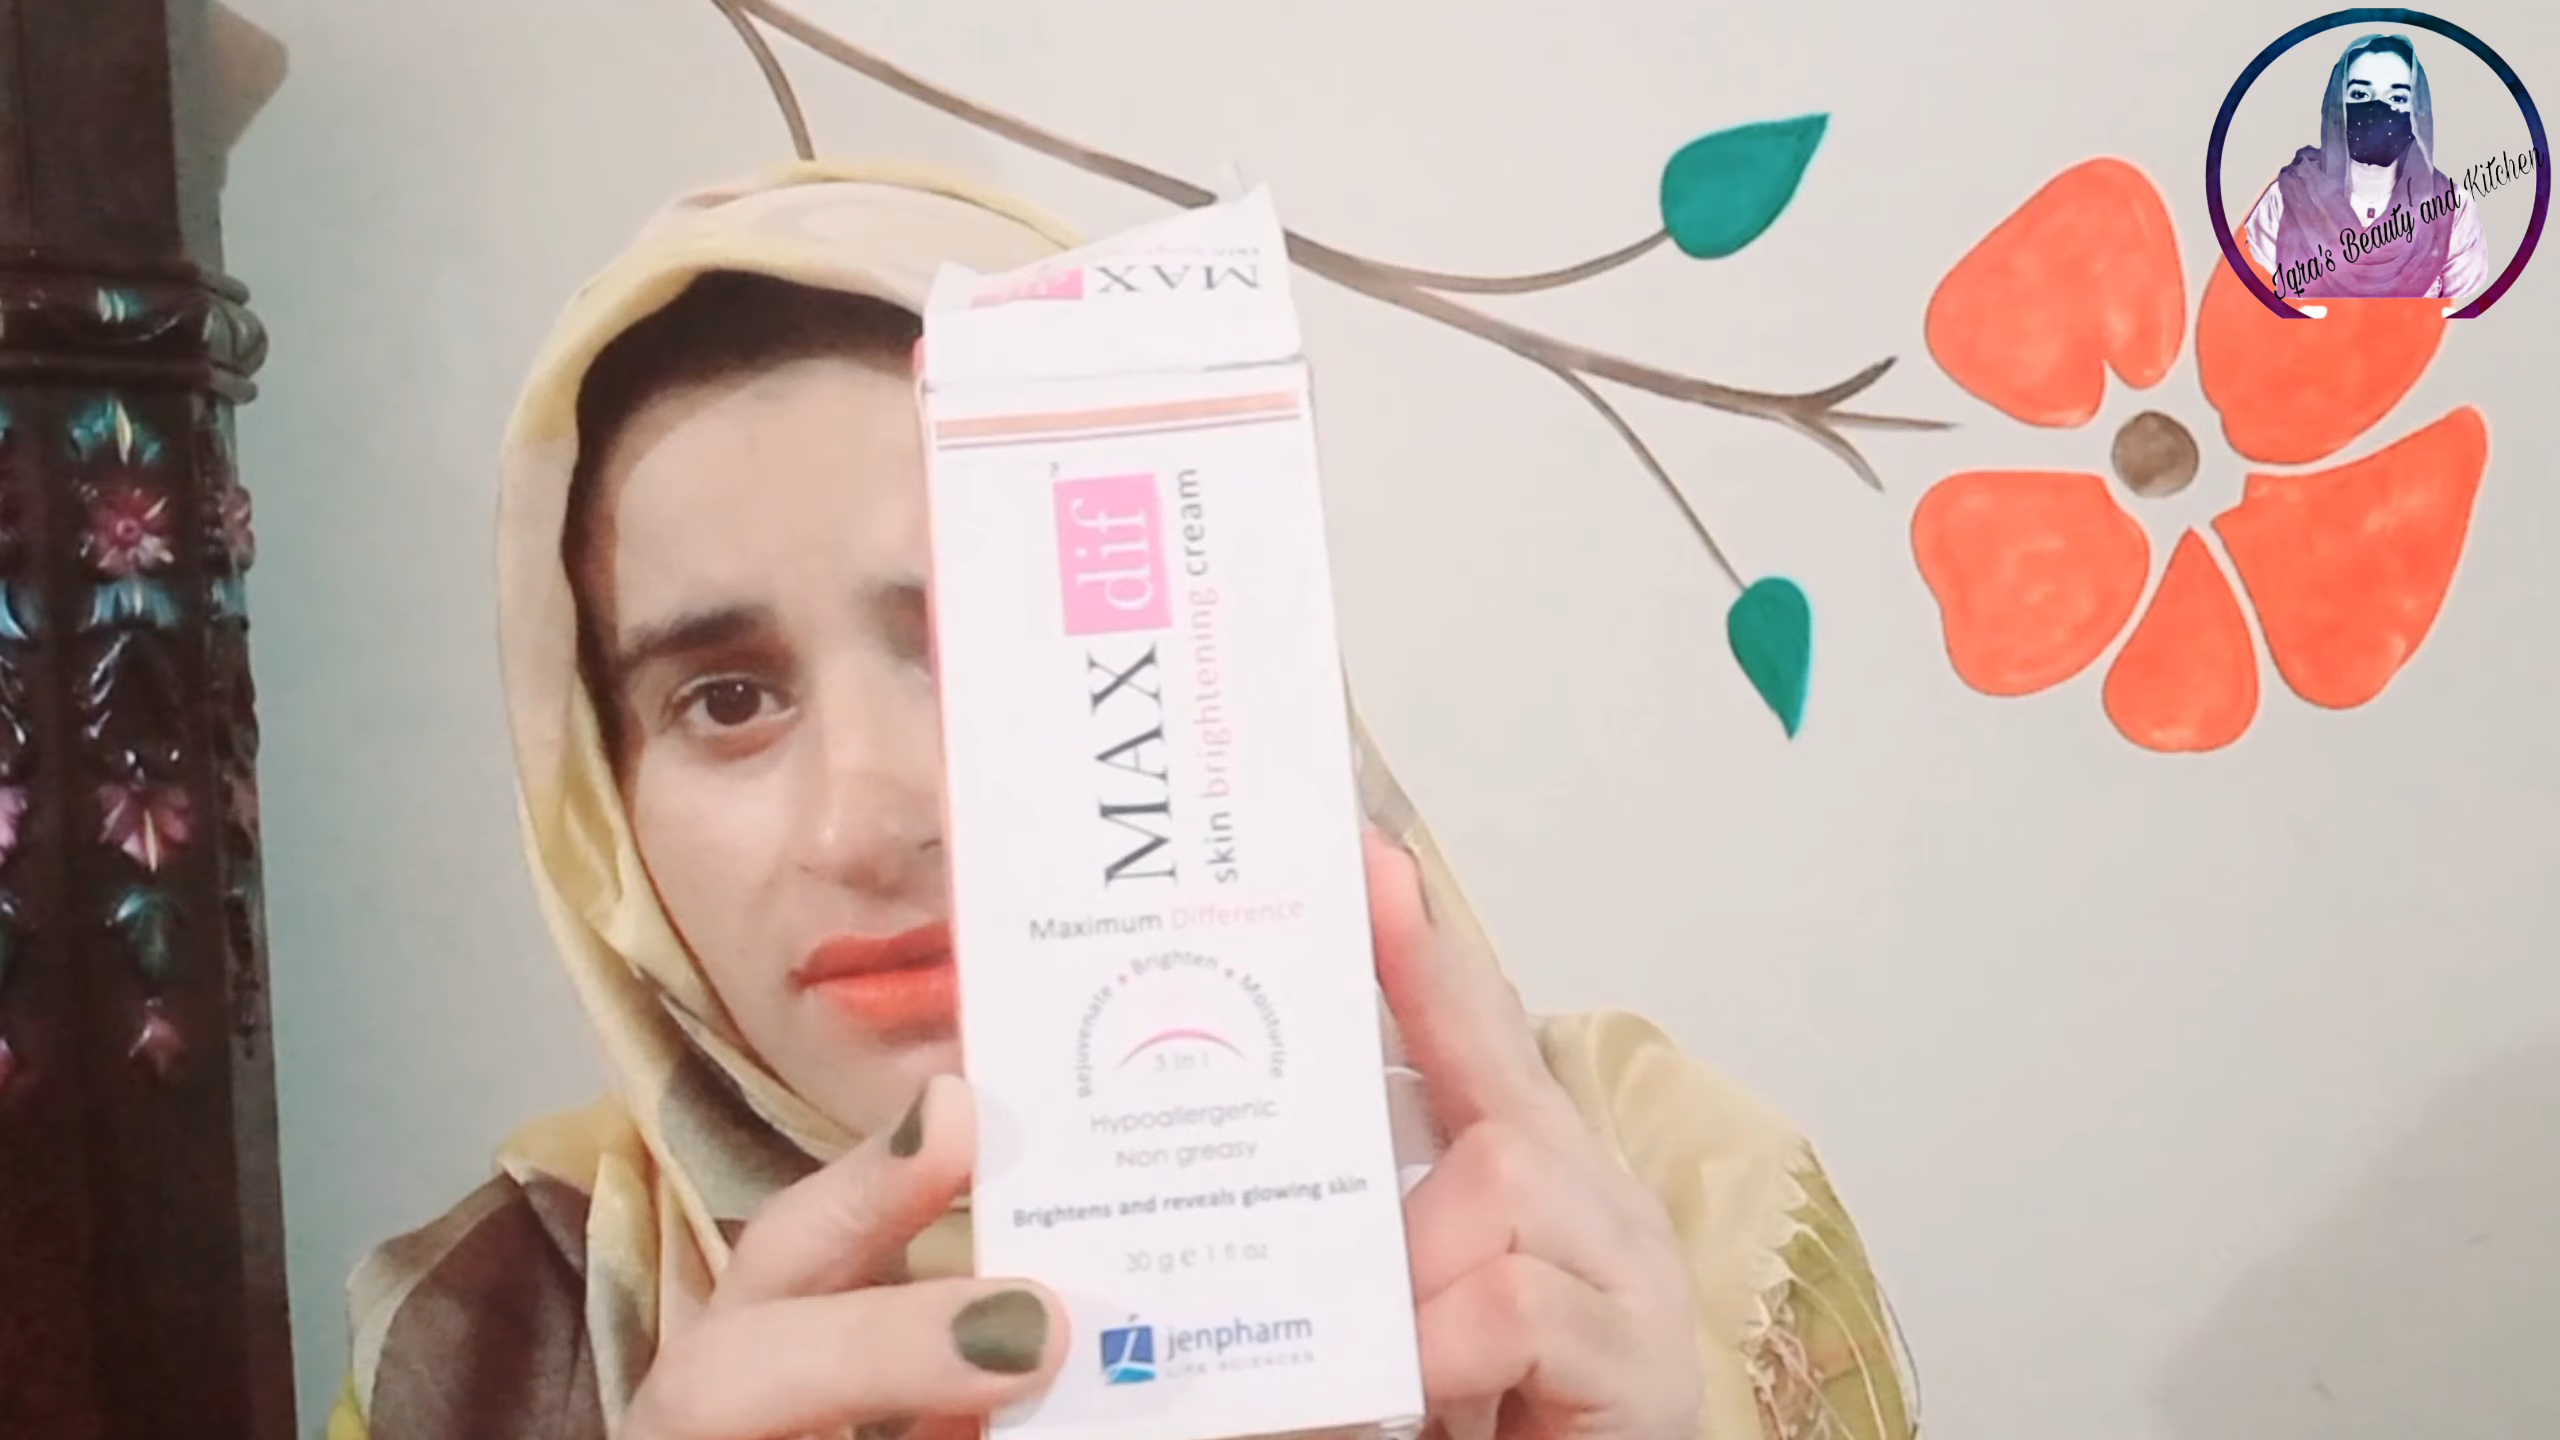 Iqra's Beauty and Kitchen
MAX dif
MAX dif™
skin brightening cream
Maximum Difference
Rejuvenate • Brighten • Moisturize
3 in 1
Hypoallergenic
Non greasy
Brightens and reveals glowing skin
30 g e 1 fl oz
jenpharm
LIFE SCIENCES